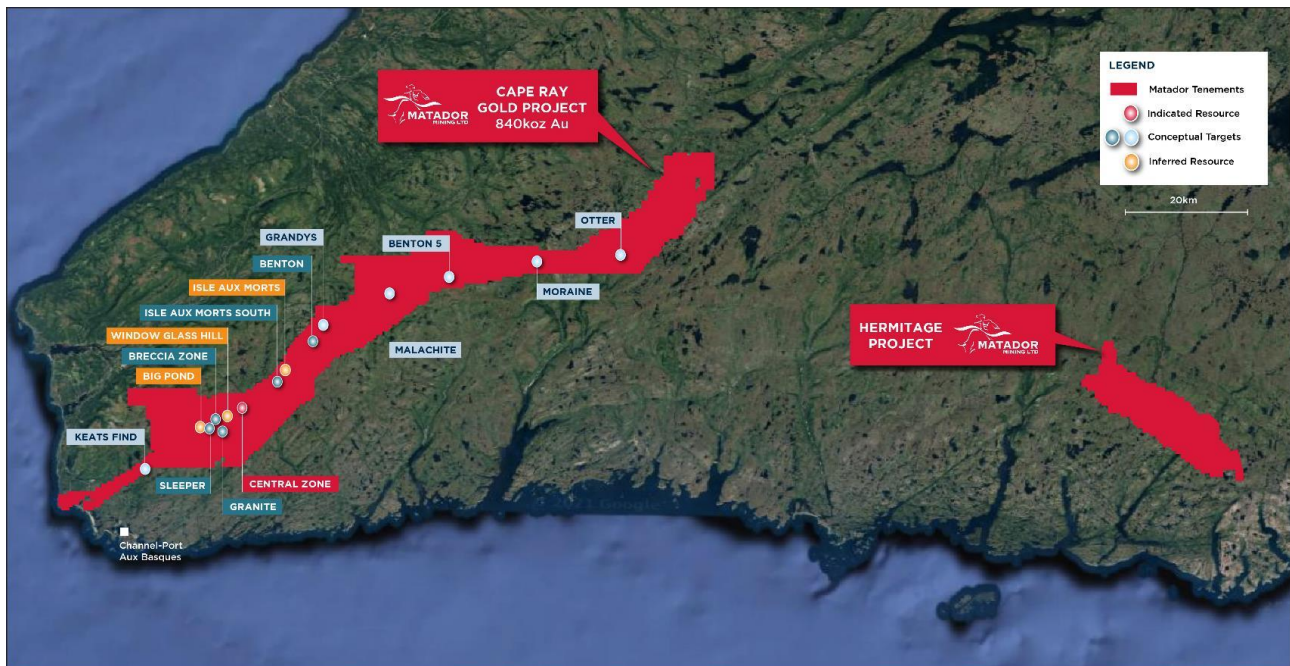 CAPE RAY
GOLD PROJECT
840koz Au
MATADOR
MINING LTD
LEGEND
Matador Tenements
Indicated Resource
Conceptual Targets
Inferred Resource
20km
OTTER
GRANDYS
BENTON 5
BENTON
ISLE AUX MORTS
MORAINE
ISLE AUX MORTS SOUTH
HERMITAGE
PROJECT
MATADOR
MINING LTD
WINDOW GLASS HILL
MALACHITE
BRECCIA ZONE
BIG POND
KEATS FIND
SLEEPER
CENTRAL ZONE
GRANITE
Google
Channel-Port
Aux Basques